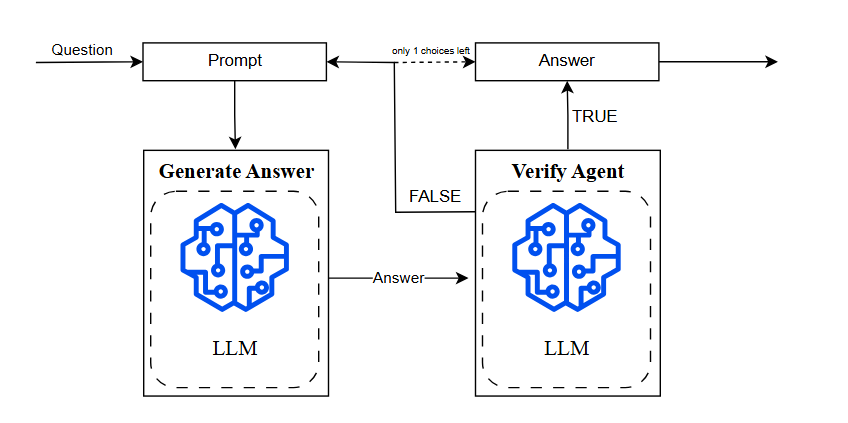 Question
Prompt
only 1 choices left
Answer
TRUE
Generate Answer
Verify Agent
FALSE
Answer
LLM
LLM